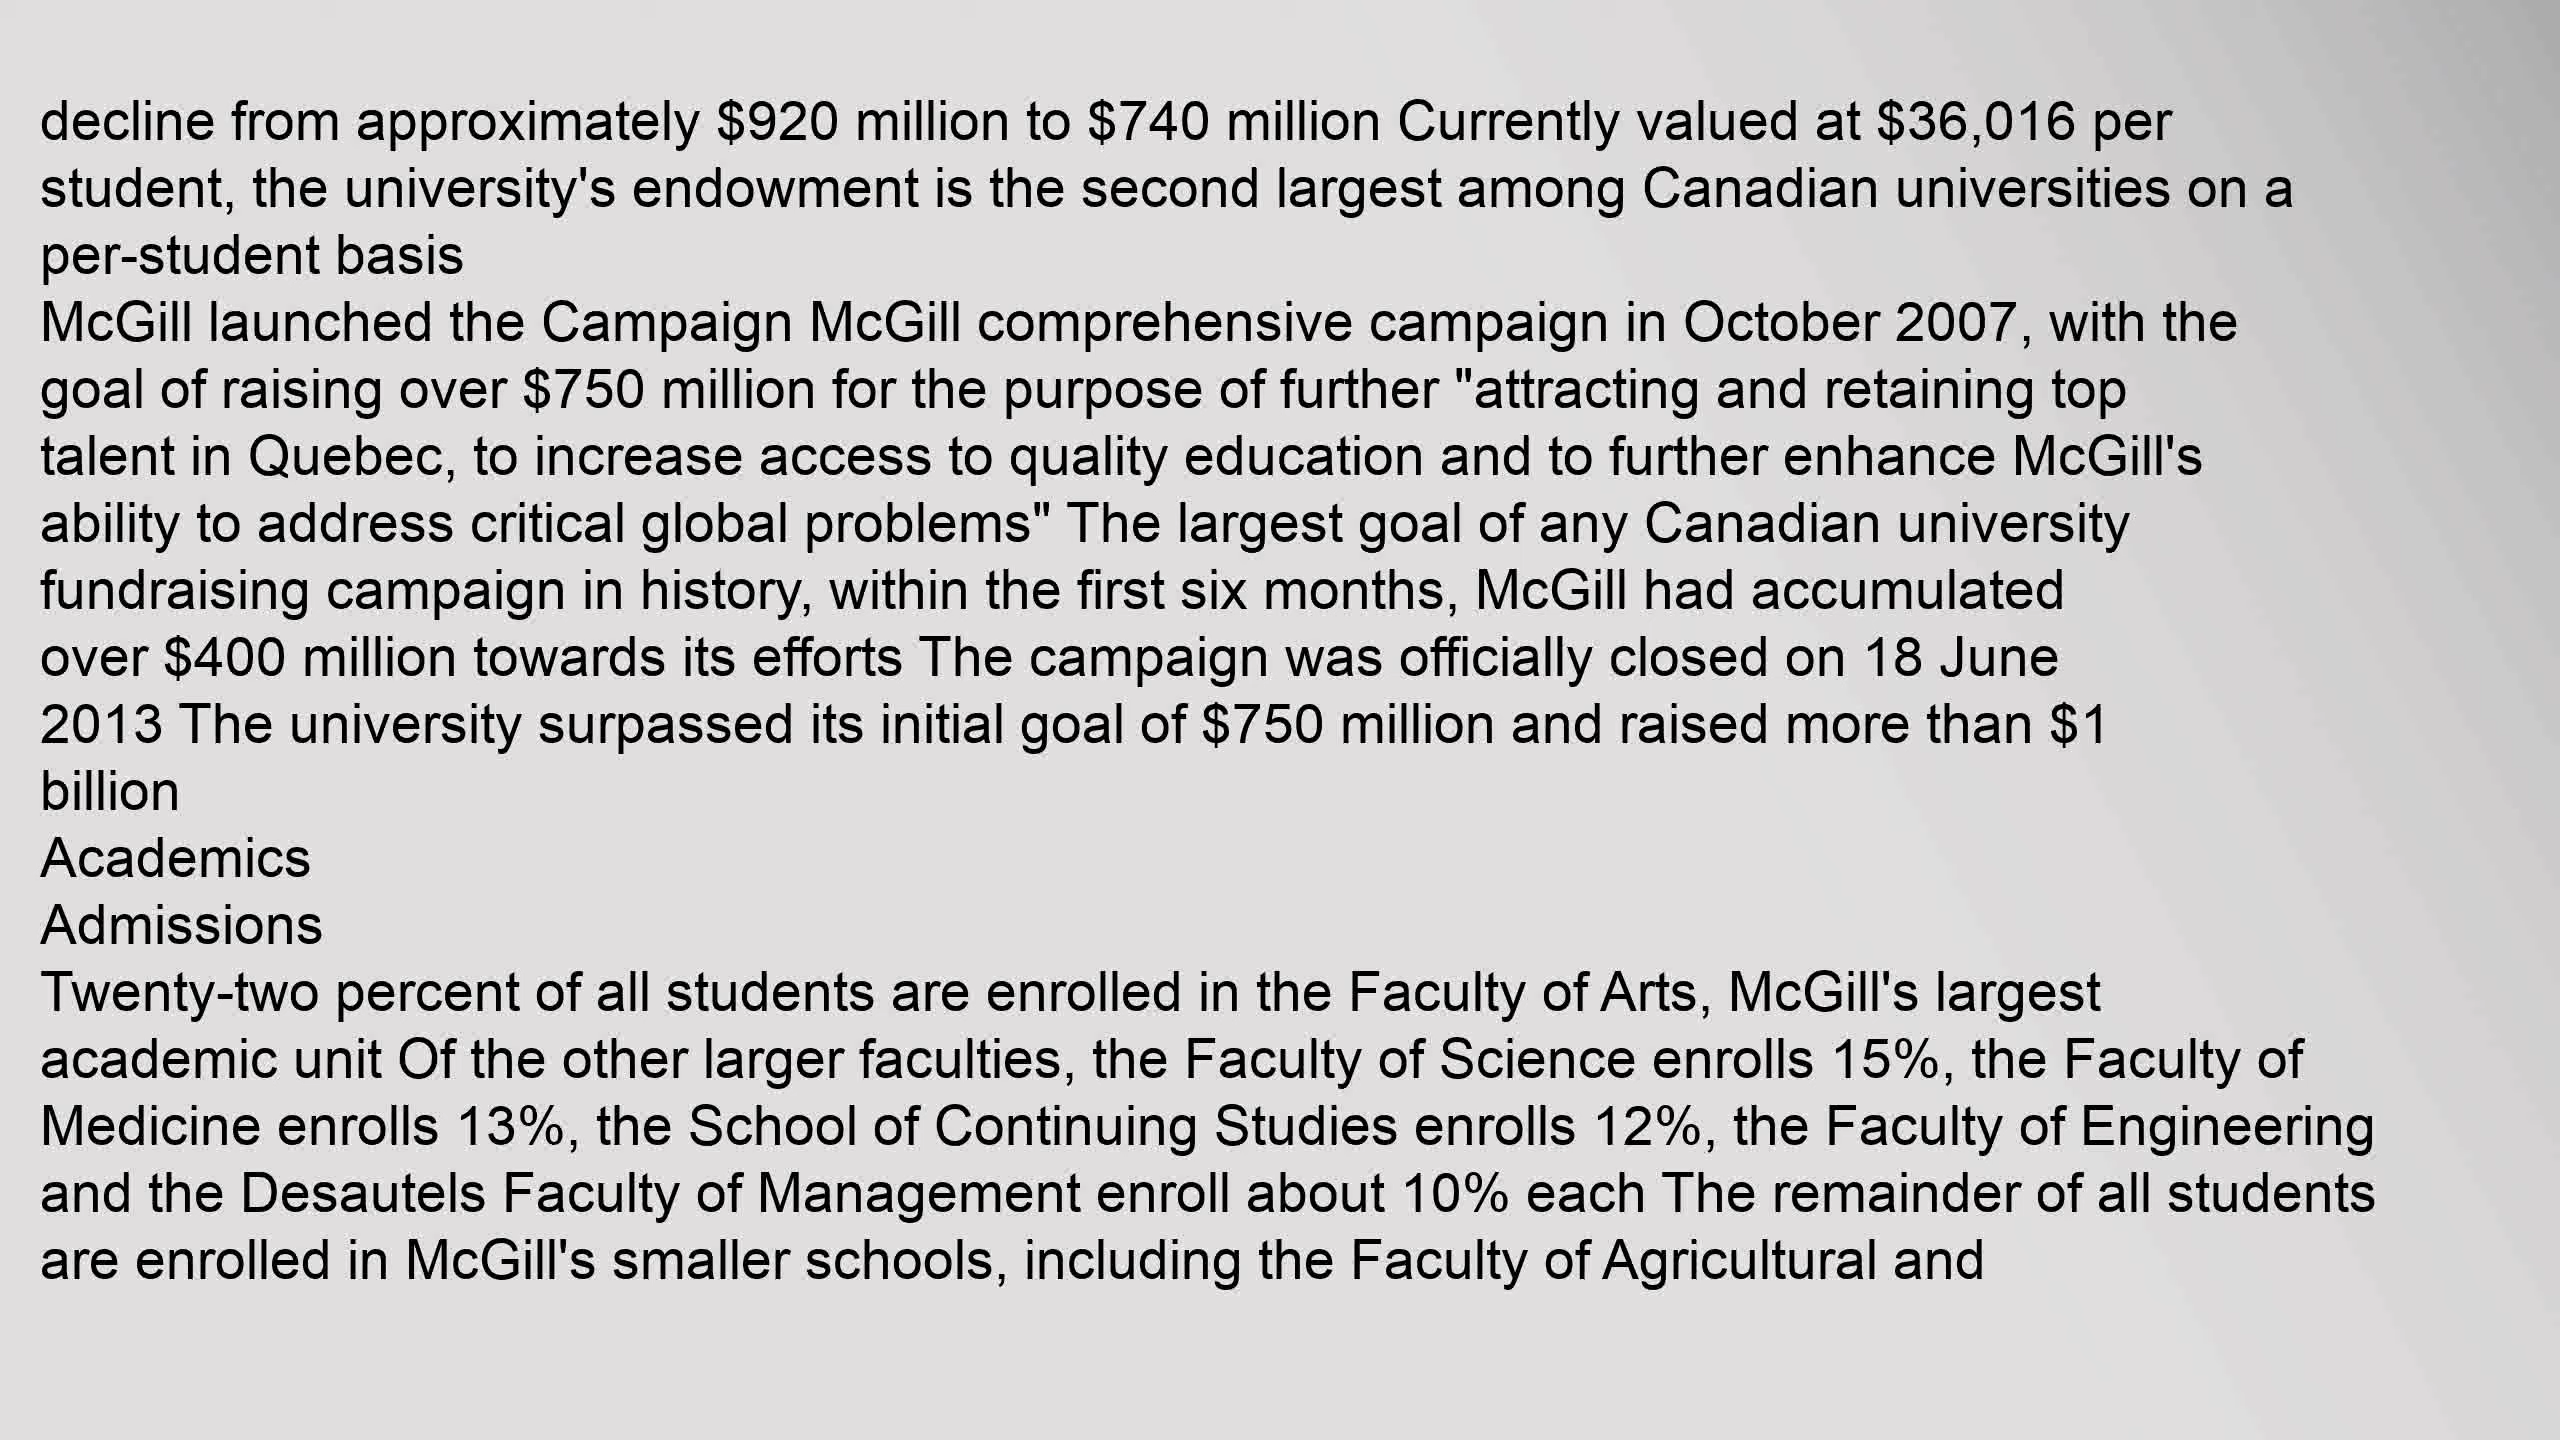 decline from approximately $920 million to $740 million Currently valued at $36,016 per
student, the university's endowment is the second largest among Canadian universities on a
per-student basis
McGill launched the Campaign McGill comprehensive campaign in October 2007, with the
goal of raising over $750 million for the purpose of further "attracting and retaining top
talent in Quebec, to increase access to quality education and to further enhance McGill's
ability to address critical global problems" The largest goal of any Canadian university
fundraising campaign in history, within the first six months, McGill had accumulated
over $400 million towards its efforts The campaign was officially closed on 18 June
2013 The university surpassed its initial goal of $750 million and raised more than $1
billion
Academics
Admissions
Twenty-two percent of all students are enrolled in the Faculty of Arts, McGill's largest
academic unit Of the other larger faculties, the Faculty of Science enrolls 15%, the Faculty of
Medicine enrolls 13%, the School of Continuing Studies enrolls 12%, the Faculty of Engineering
and the Desautels Faculty of Management enroll about 10% each The remainder of all students
are enrolled in McGill's smaller schools, including the Faculty of Agricultural and